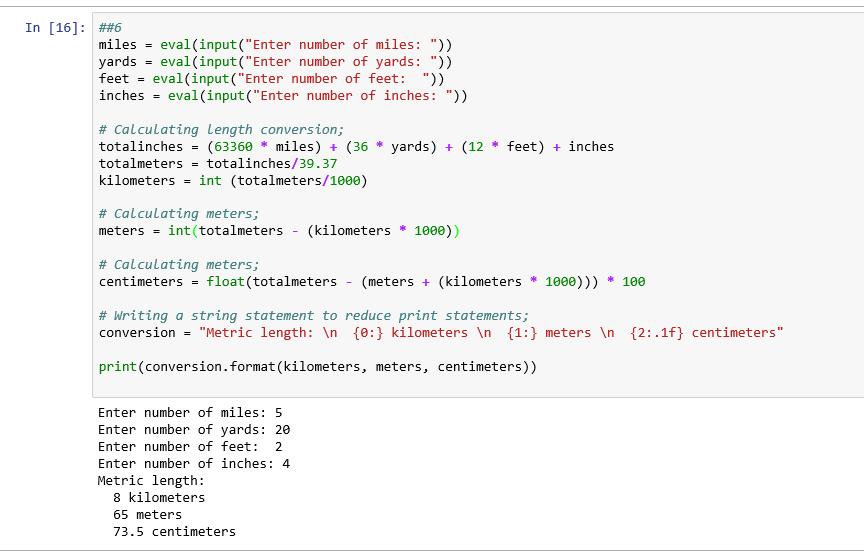 In [16]: ##6
miles = eval(input("Enter number of miles: "))
yards = eval(input("Enter number of yards: "))
feet = eval(input("Enter number of feet:  "))
inches = eval(input("Enter number of inches: "))
# Calculating length conversion;
totalinches = (63360 * miles) + (36 * yards) + (12 * feet) + inches
totalmeters = totalinches/39.37
kilometers = int (totalmeters/1000)
# Calculating meters;
meters = int(totalmeters - (kilometers * 1000))
# Calculating meters;
centimeters = float(totalmeters - (meters + (kilometers * 1000))) * 100
# Writing a string statement to reduce print statements;
conversion = "Metric length: \n  {0:} kilometers \n  {1:} meters \n  {2:.1f} centimeters"
print(conversion.format(kilometers, meters, centimeters))
Enter number of miles: 5
Enter number of yards: 20
Enter number of feet:  2
Enter number of inches: 4
Metric length:
  8 kilometers
  65 meters
  73.5 centimeters